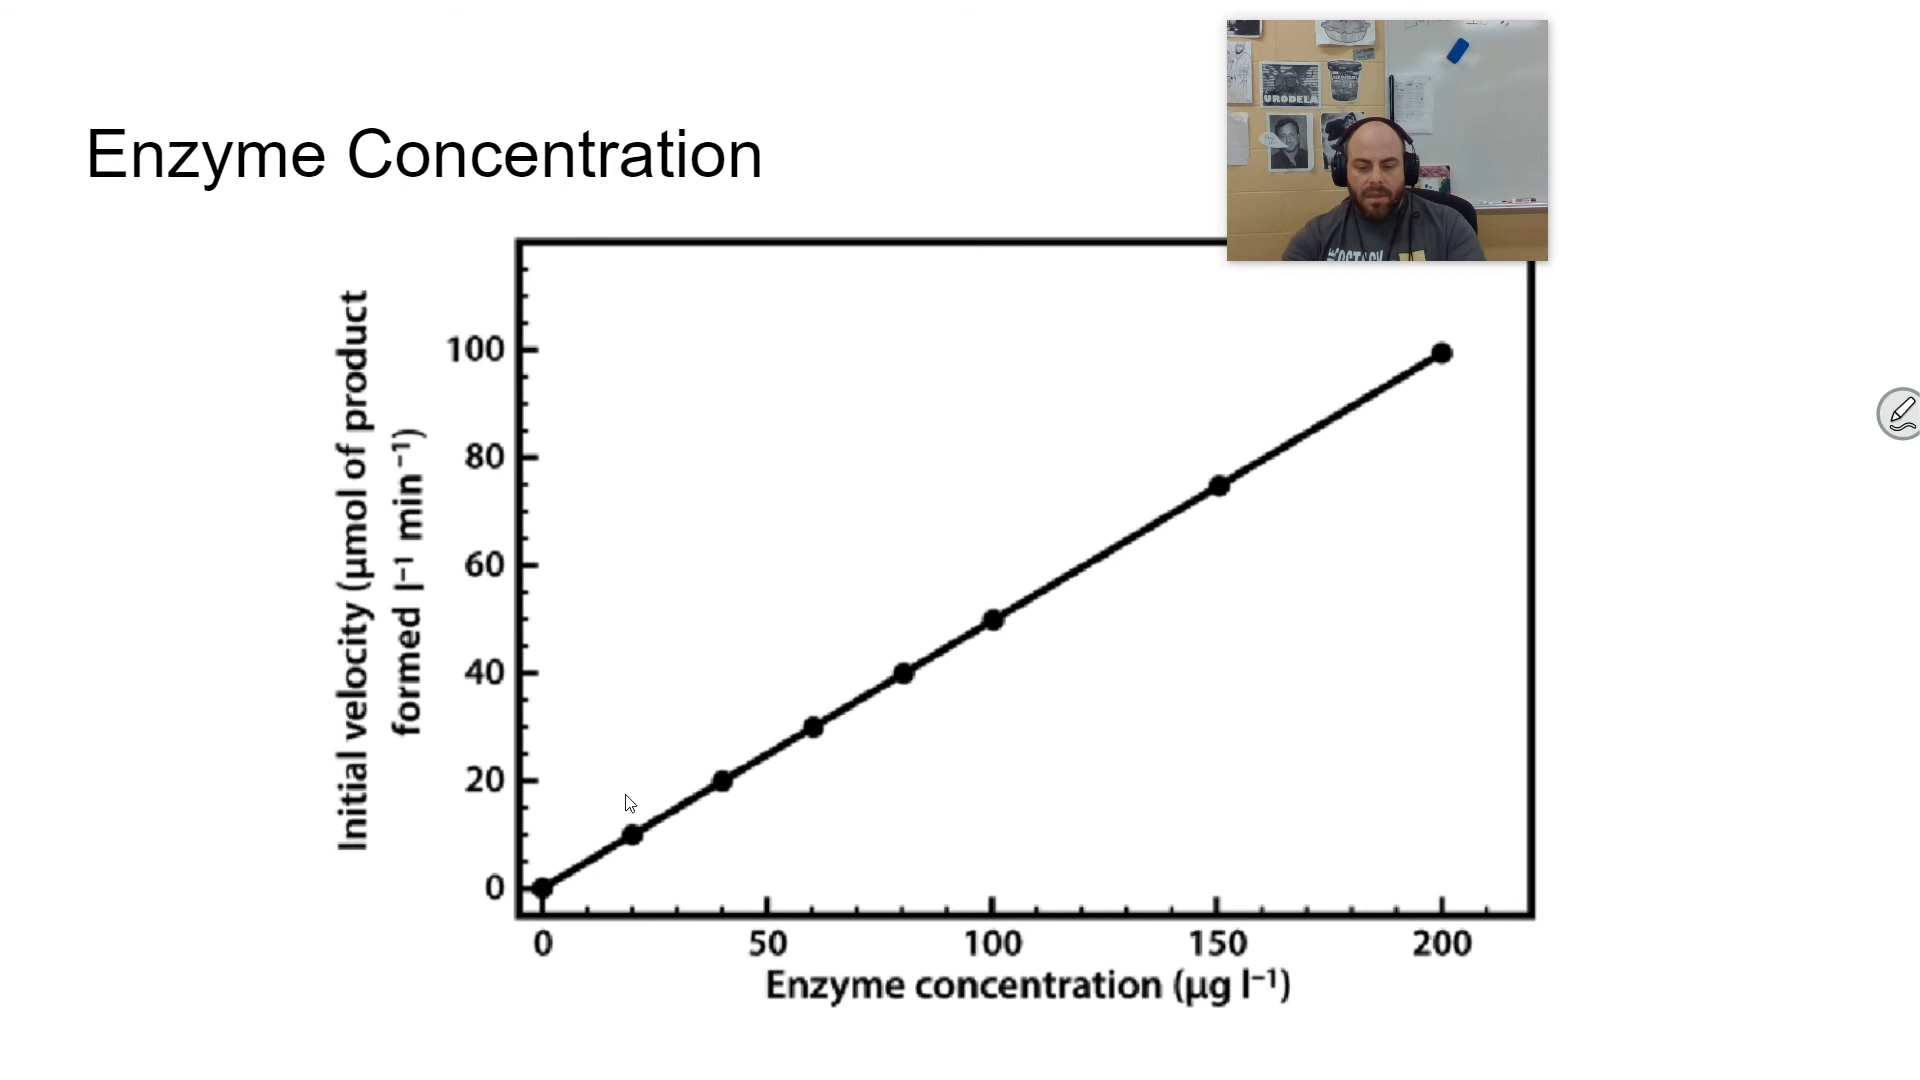 Enzyme Concentration
URODELA
Initial velocity (µmol of product
formed l⁻¹ min⁻¹)
100
80
60
40
20
0
0 50 100 150 200
Enzyme concentration (µg l⁻¹)